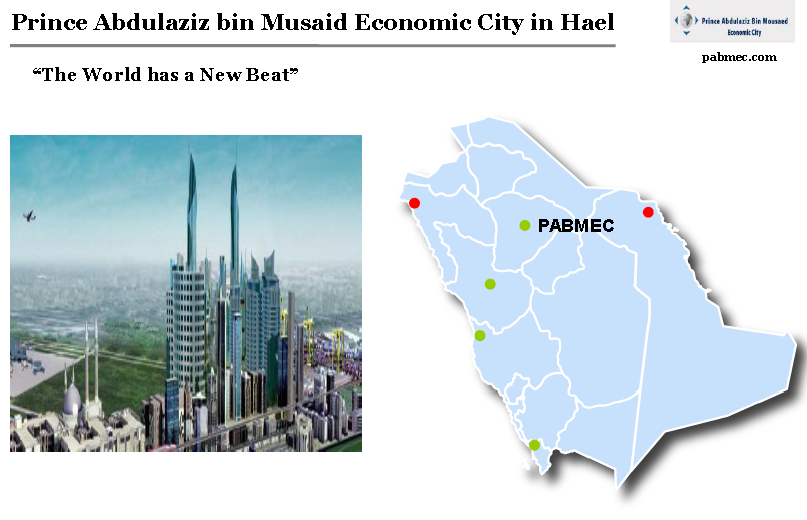 Prince Abdulaziz bin Musaid Economic City in Hael
Prince Abdulaziz Bin Mousaed
Economic City
pabmec.com
“The World has a New Beat”
PABMEC